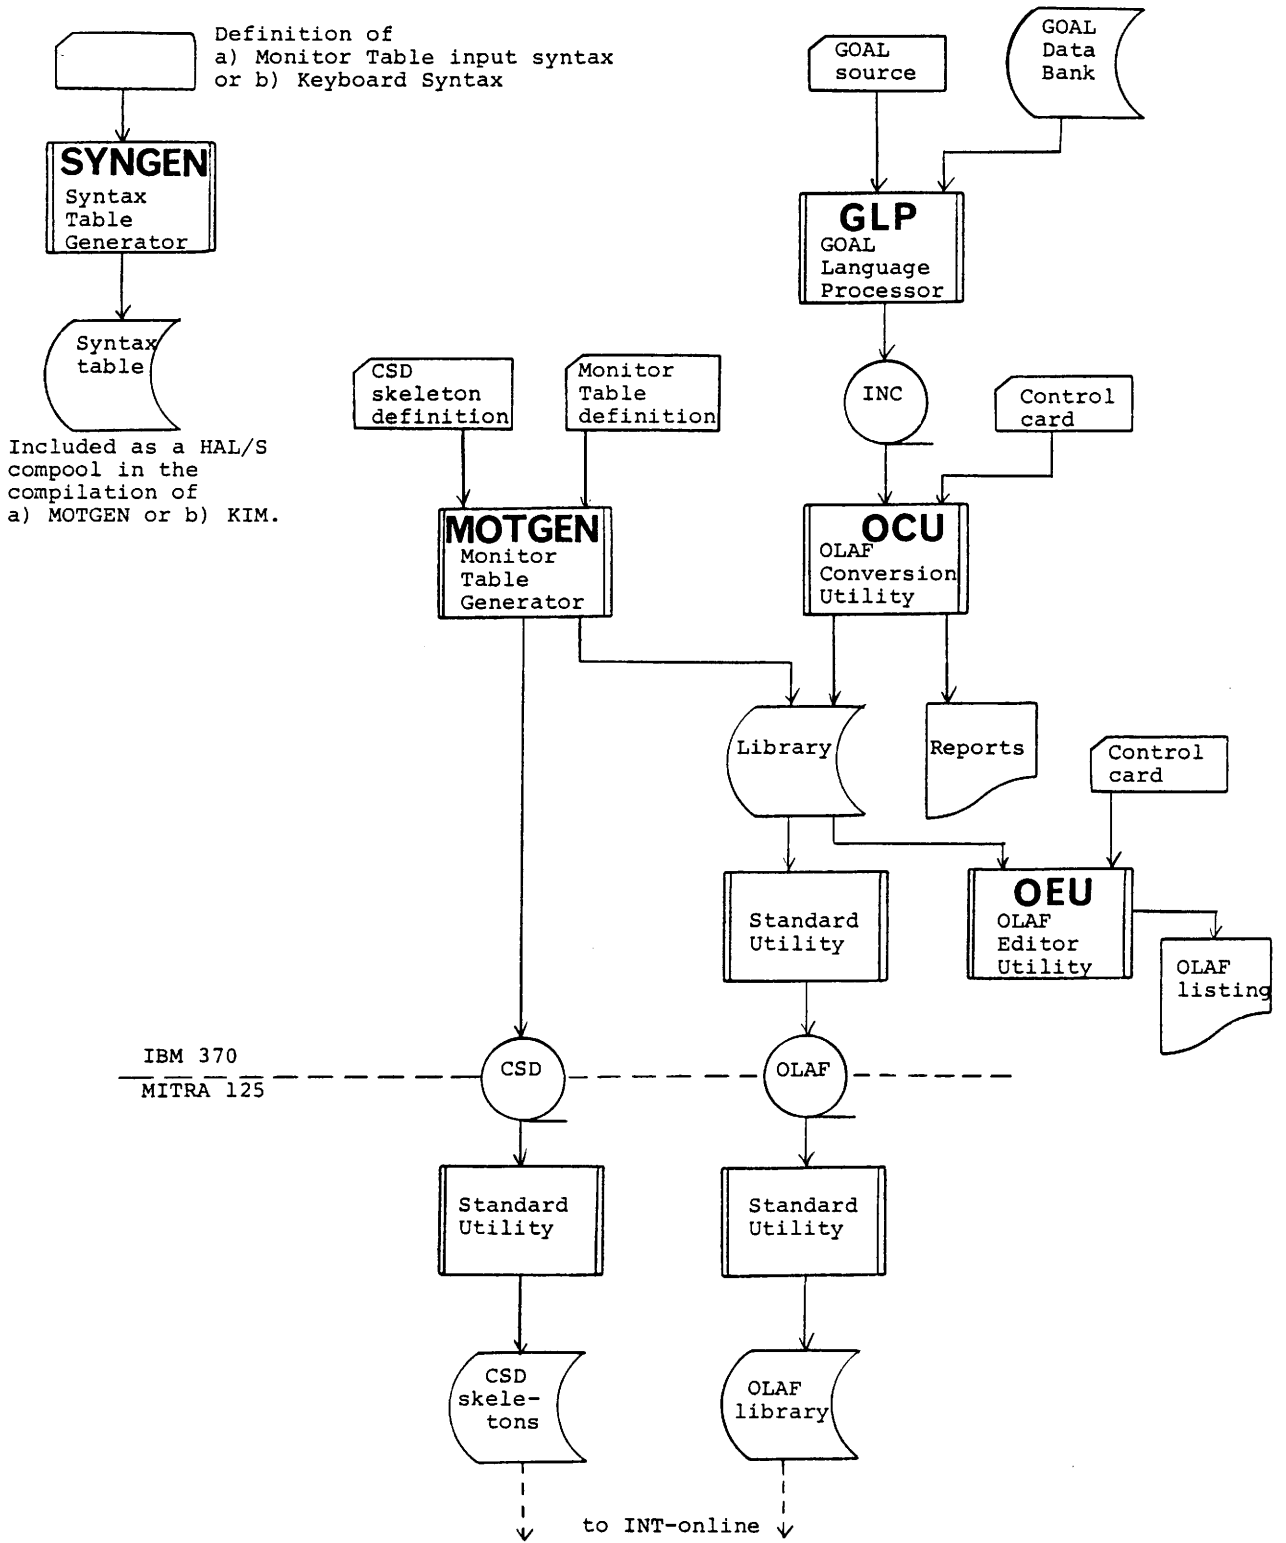 Definition of
a) Monitor Table input syntax
or b) Keyboard Syntax
SYNGEN
Syntax
Table
Generator
Syntax
table
Included as a HAL/S
compool in the
compilation of
a) MOTGEN or b) KIM.
GOAL
source
GOAL
Data
Bank
GLP
GOAL
Language
Processor
INC
Control
card
CSD
skeleton
definition
Monitor
Table
definition
MOTGEN
Monitor
Table
Generator
OCU
OLAF
Conversion
Utility
Library
Reports
Control
card
Standard
Utility
OEU
OLAF
Editor
Utility
OLAF
listing
IBM 370
MITRA 125
CSD
OLAF
Standard
Utility
Standard
Utility
CSD
skele-
tons
OLAF
library
to INT-online